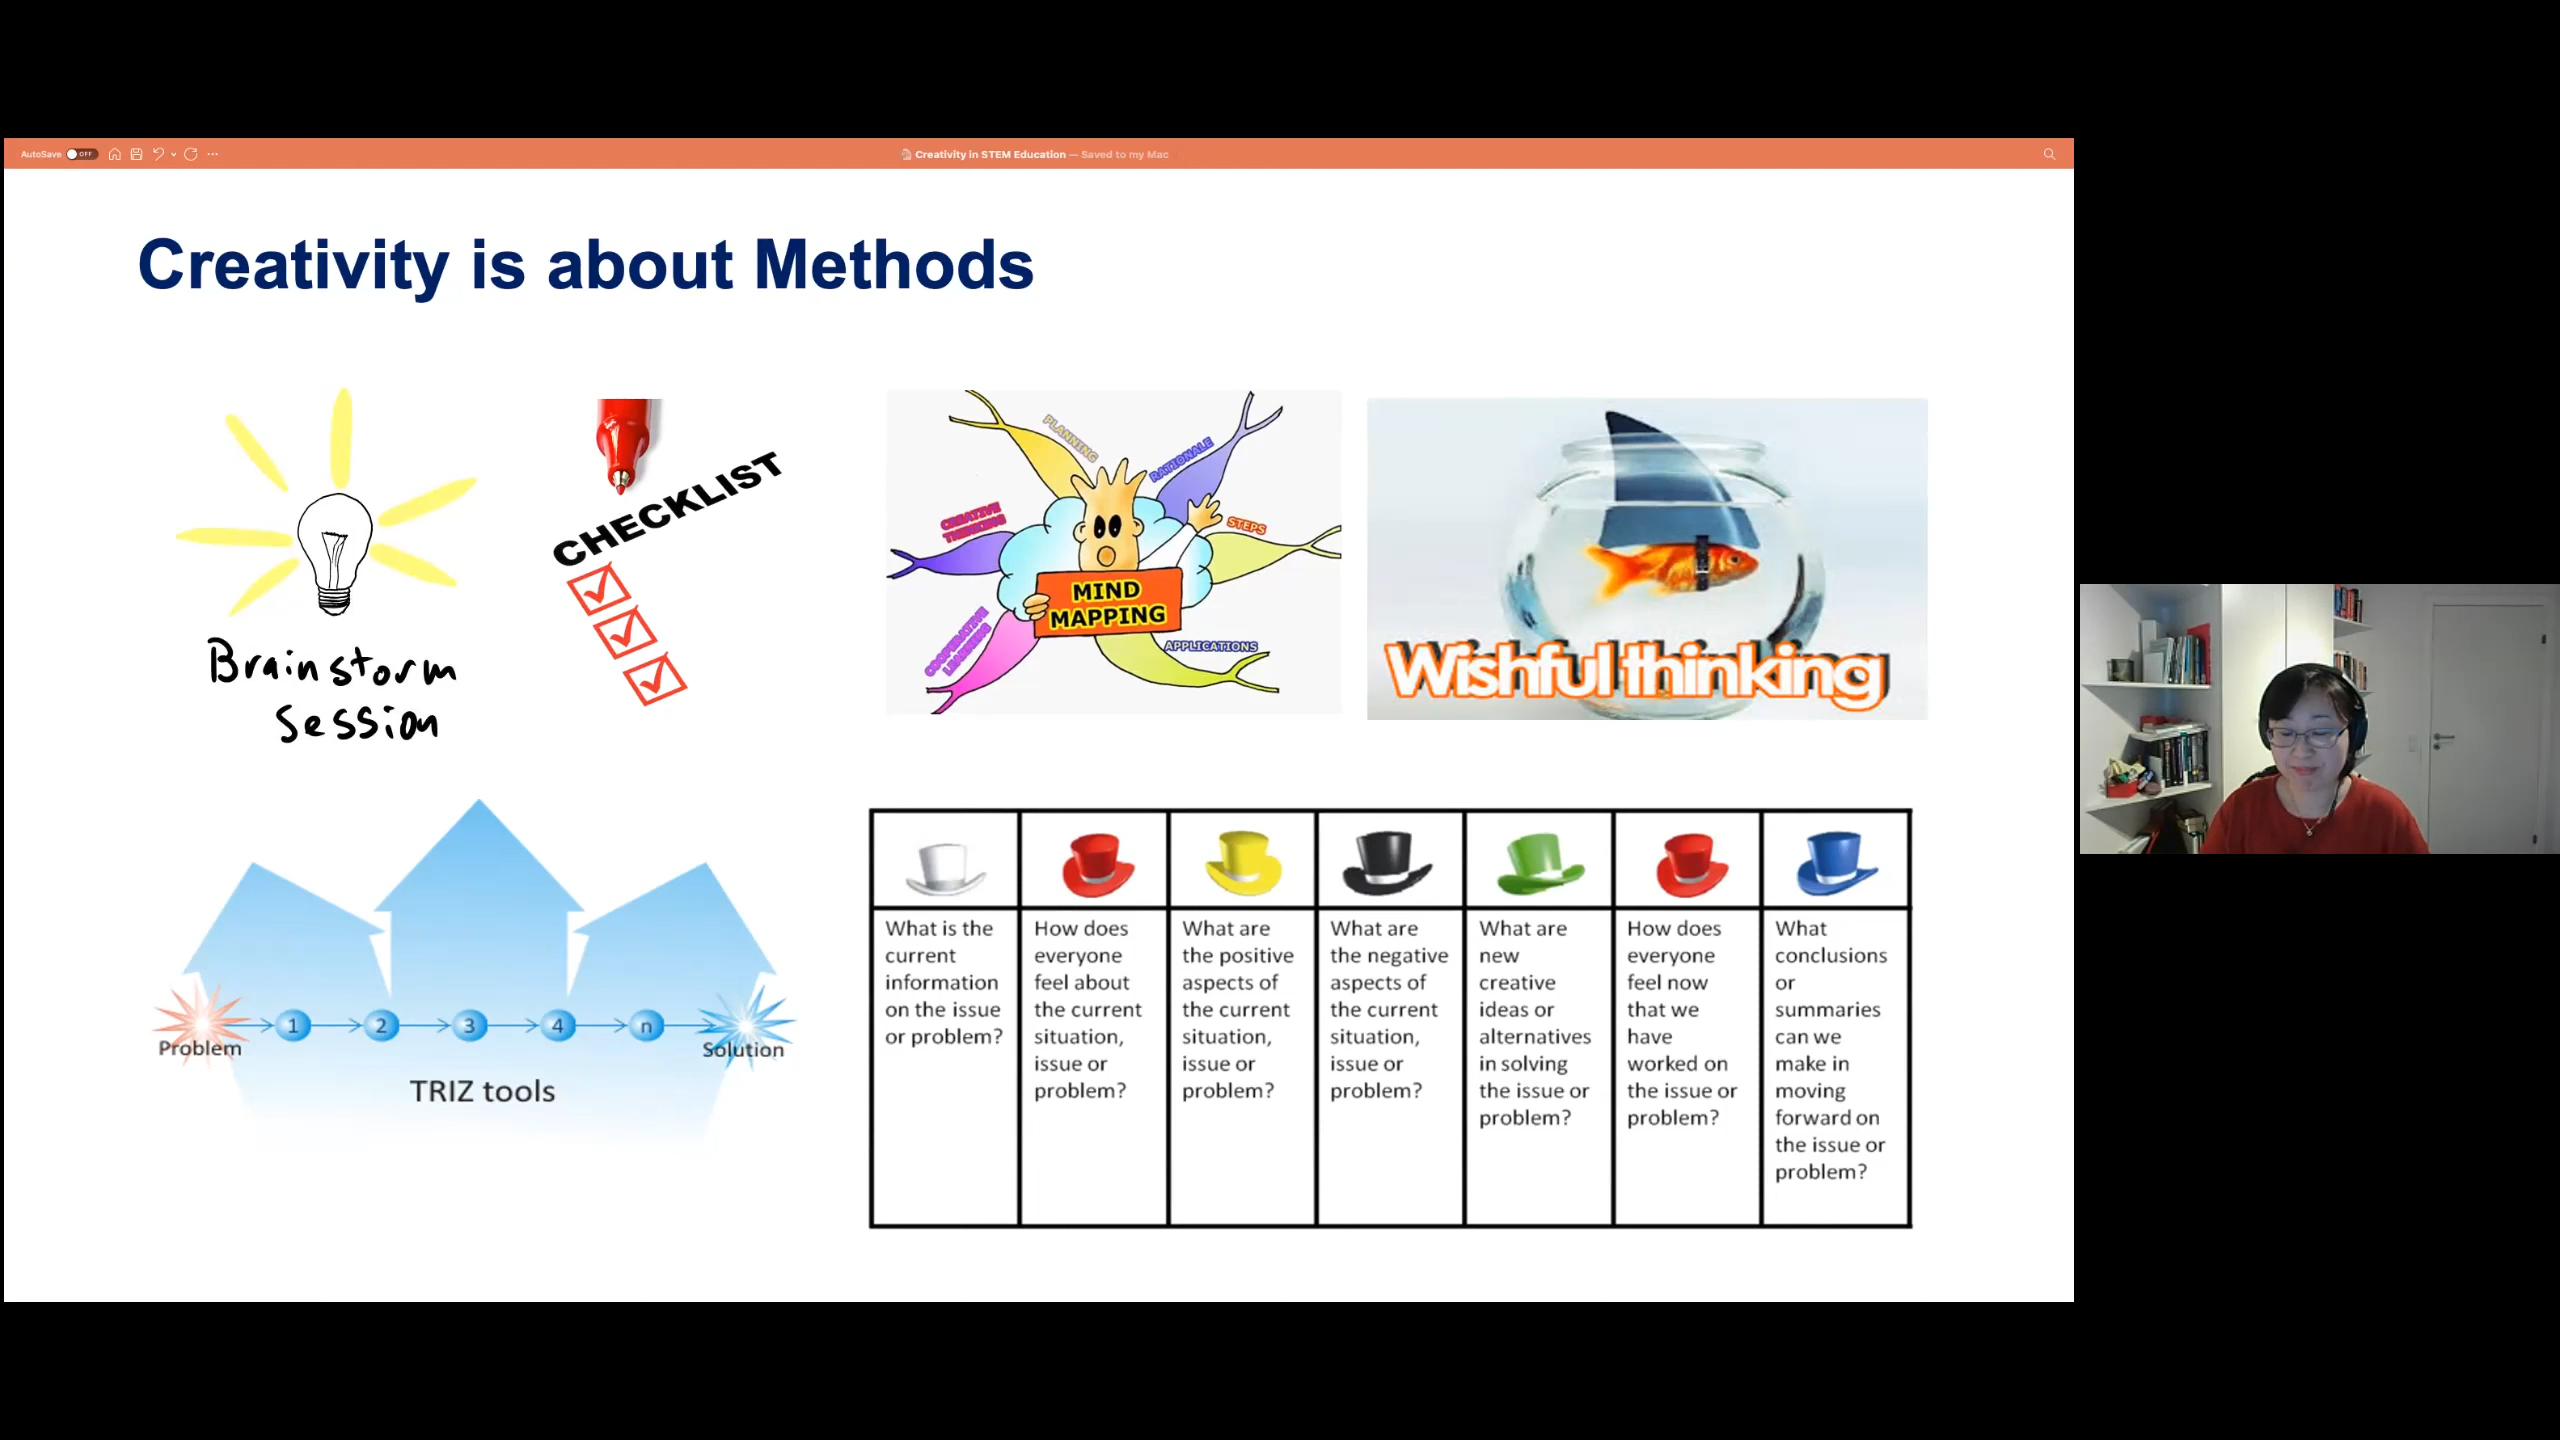 AutoSave OFF
Creativity in STEM Education — Saved to my Mac
Creativity is about Methods
Brainstorm
Session
CHECKLIST
PLANNING
RATIONALE
CREATIVE
THINKING
STEPS
MIND
MAPPING
COOPERATIVE
LEARNING
APPLICATIONS
Wishful thinking
1
2
3
4
n
Problem
Solution
TRIZ tools
What is the
current
information
on the issue
or problem?
How does
everyone
feel about
the current
situation,
issue or
problem?
What are
the positive
aspects of
the current
situation,
issue or
problem?
What are
the negative
aspects of
the current
situation,
issue or
problem?
What are
new
creative
ideas or
alternatives
in solving
the issue or
problem?
How does
everyone
feel now
that we
have
worked on
the issue or
problem?
What
conclusions
or
summaries
can we
make in
moving
forward on
the issue or
problem?